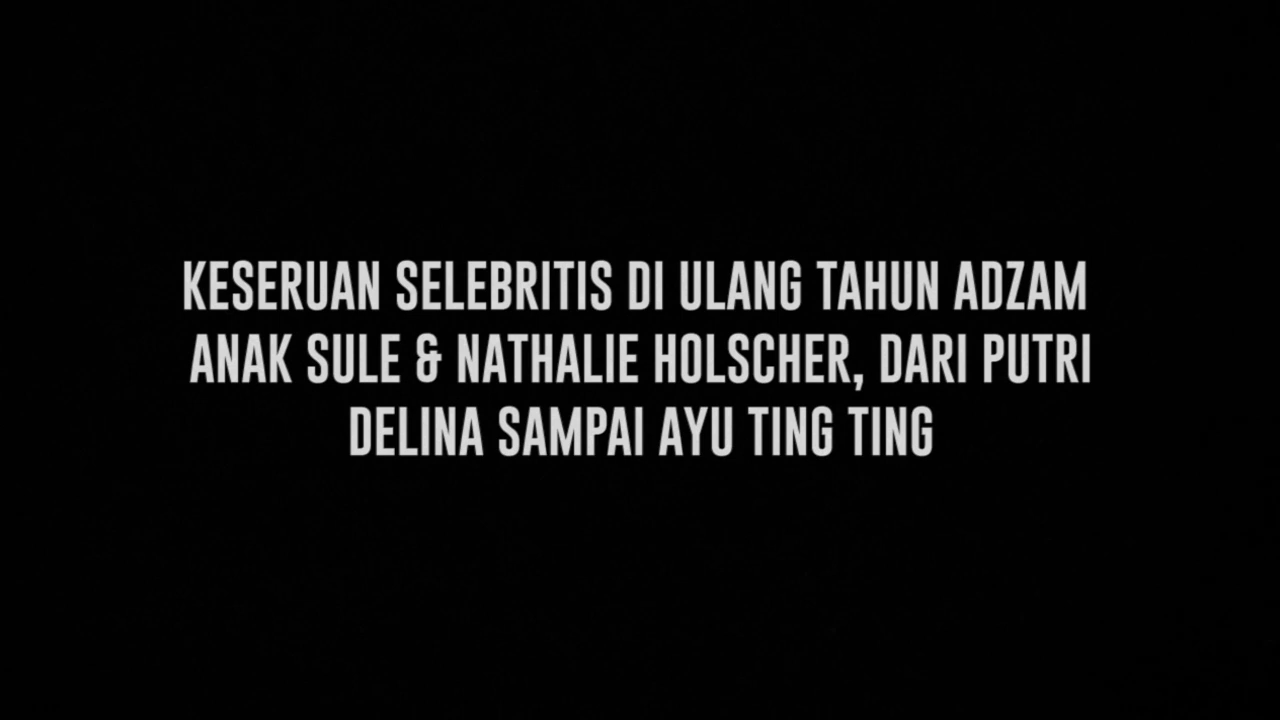 KESERUAN SELEBRITIS DI ULANG TAHUN ADZAM
ANAK SULE & NATHALIE HOLSCHER, DARI PUTRI
DELINA SAMPAI AYU TING TING